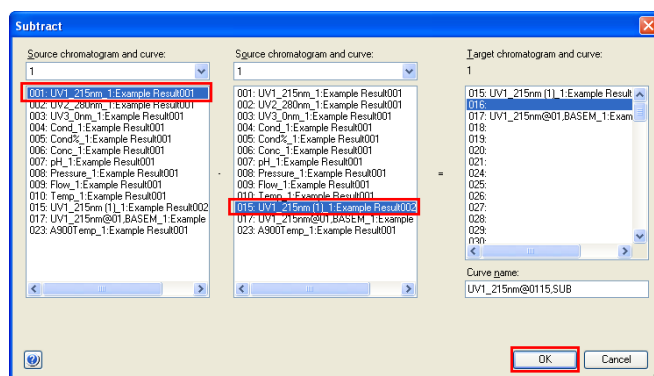 Subtract
Source chromatogram and curve:
1
001: UV1_215nm_1:Example Result001
002: UV2_280nm_1:Example Result001
003: UV3_0nm_1:Example Result001
004: Cond_1:Example Result001
005: Cond%_1:Example Result001
006: Conc_1:Example Result001
007: pH_1:Example Result001
008: Pressure_1:Example Result001
009: Flow_1:Example Result001
010: Temp_1:Example Result001
015: UV1_215nm (1)_1:Example Result002
017: UV1_215nm@01,BASEM_1:Example
023: A900Temp_1:Example Result001
-
Source chromatogram and curve:
1
001: UV1_215nm_1:Example Result001
002: UV2_280nm_1:Example Result001
003: UV3_0nm_1:Example Result001
004: Cond_1:Example Result001
005: Cond%_1:Example Result001
006: Conc_1:Example Result001
007: pH_1:Example Result001
008: Pressure_1:Example Result001
009: Flow_1:Example Result001
010: Temp_1:Example Result001
015: UV1_215nm (1)_1:Example Result002
017: UV1_215nm@01,BASEM_1:Example
023: A900Temp_1:Example Result001
=
Target chromatogram and curve:
1
015: UV1_215nm (1)_1:Example Result
016:
017: UV1_215nm@01,BASEM_1:Exam
018:
019:
020:
021:
024:
025:
026:
027:
028:
029:
030:
Curve name:
UV1_215nm@0115,SUB
?
OK
Cancel